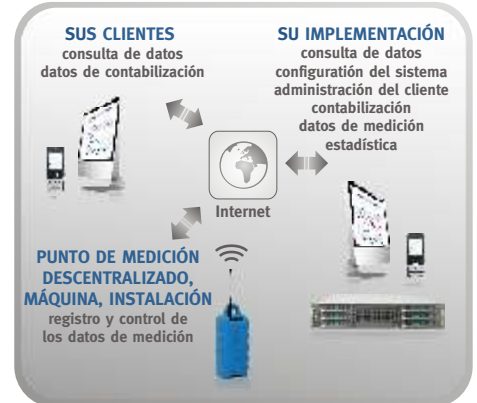 SUS CLIENTES
consulta de datos
datos de contabilización
SU IMPLEMENTACIÓN
consulta de datos
configuratión del sistema
administración del cliente
contabilización
datos de medición
estadística
Internet
PUNTO DE MEDICIÓN
DESCENTRALIZADO,
MÁQUINA, INSTALACIÓN
registro y control de
los datos de medición